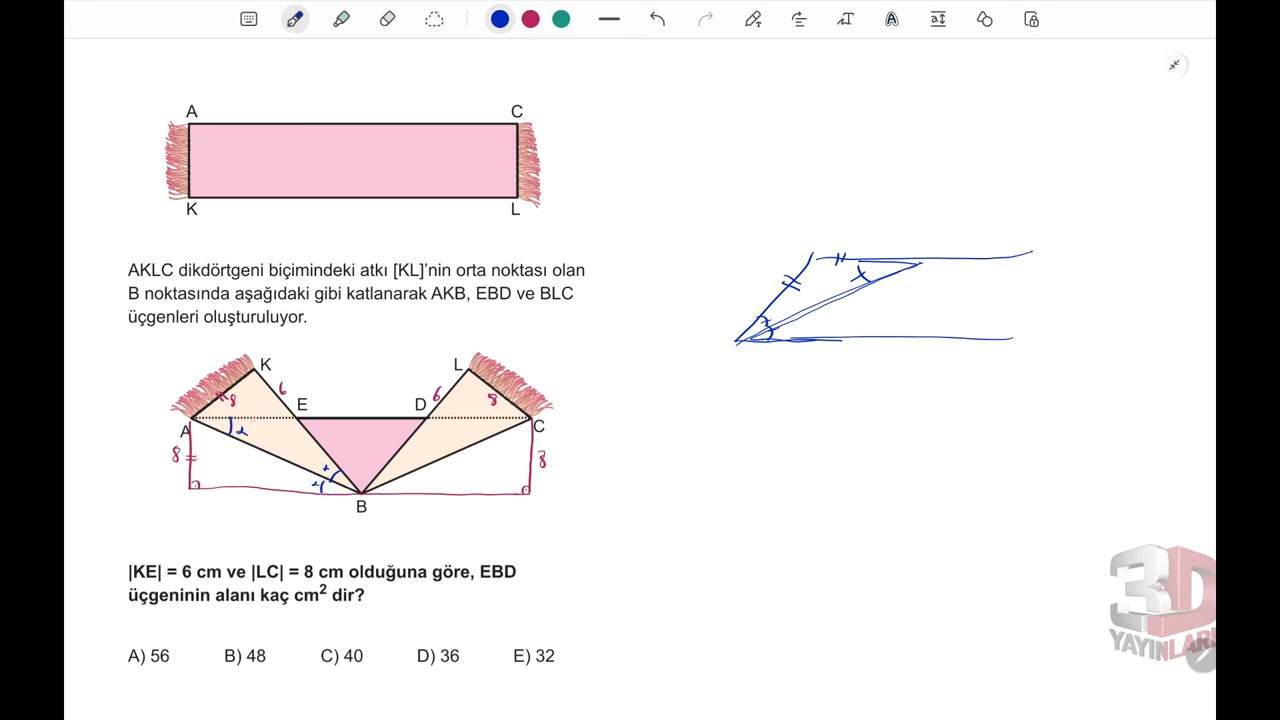 A C
K L
AKLC dikdörtgeni biçimindeki atkı [KL]'nin orta noktası olan
B noktasında aşağıdaki gibi katlanarak AKB, EBD ve BLC
üçgenleri oluşturuluyor.
K L
6 6
8 8
E D
A C
α
8 8
x
B
|KE| = 6 cm ve |LC| = 8 cm olduğuna göre, EBD
üçgeninin alanı kaç cm² dir?
A) 56 B) 48 C) 40 D) 36 E) 32
3D
YAYINLARI